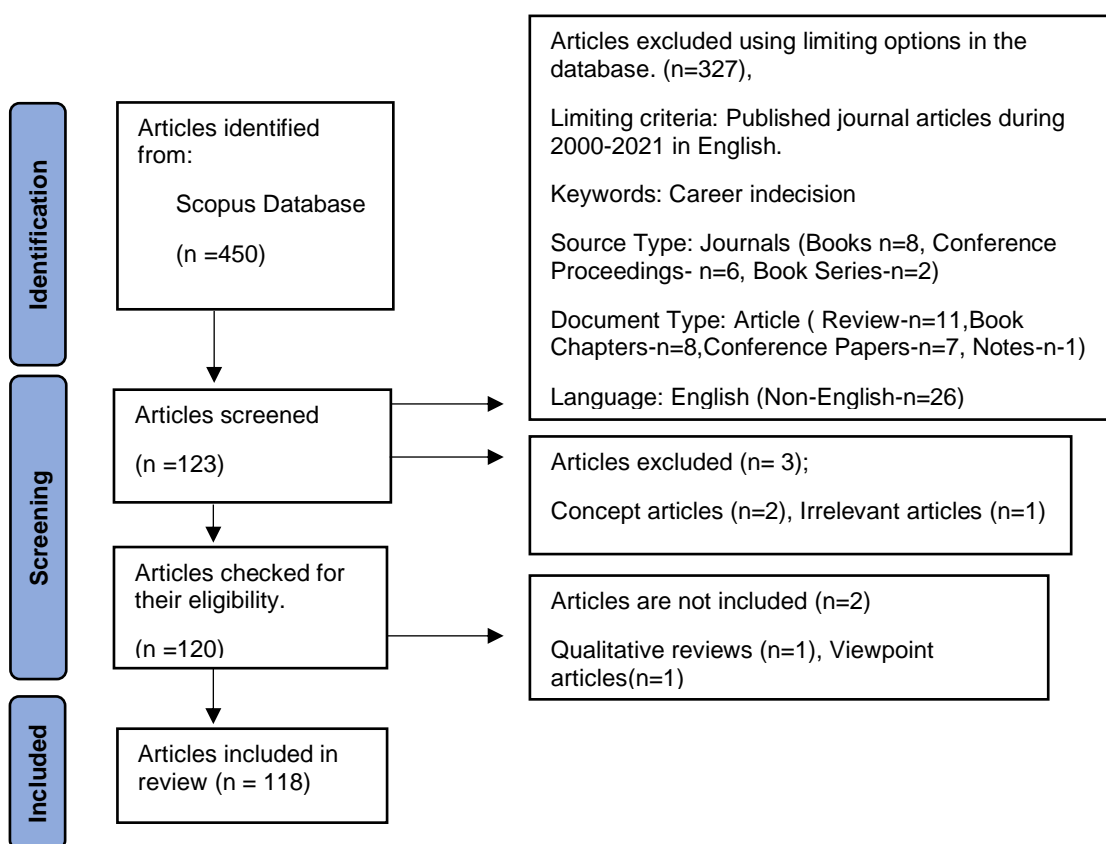 Identification
Articles identified
from:
Scopus Database
(n =450)
Articles excluded using limiting options in the
database. (n=327),
Limiting criteria: Published journal articles during
2000-2021 in English.
Keywords: Career indecision
Source Type: Journals (Books n=8, Conference
Proceedings- n=6, Book Series-n=2)
Document Type: Article ( Review-n=11,Book
Chapters-n=8,Conference Papers-n=7, Notes-n-1)
Language: English (Non-English-n=26)
Screening
Articles screened
(n =123)
Articles excluded (n= 3);
Concept articles (n=2), Irrelevant articles (n=1)
Articles checked for
their eligibility.
(n =120)
Articles are not included (n=2)
Qualitative reviews (n=1), Viewpoint
articles(n=1)
Included
Articles included in
review (n = 118)